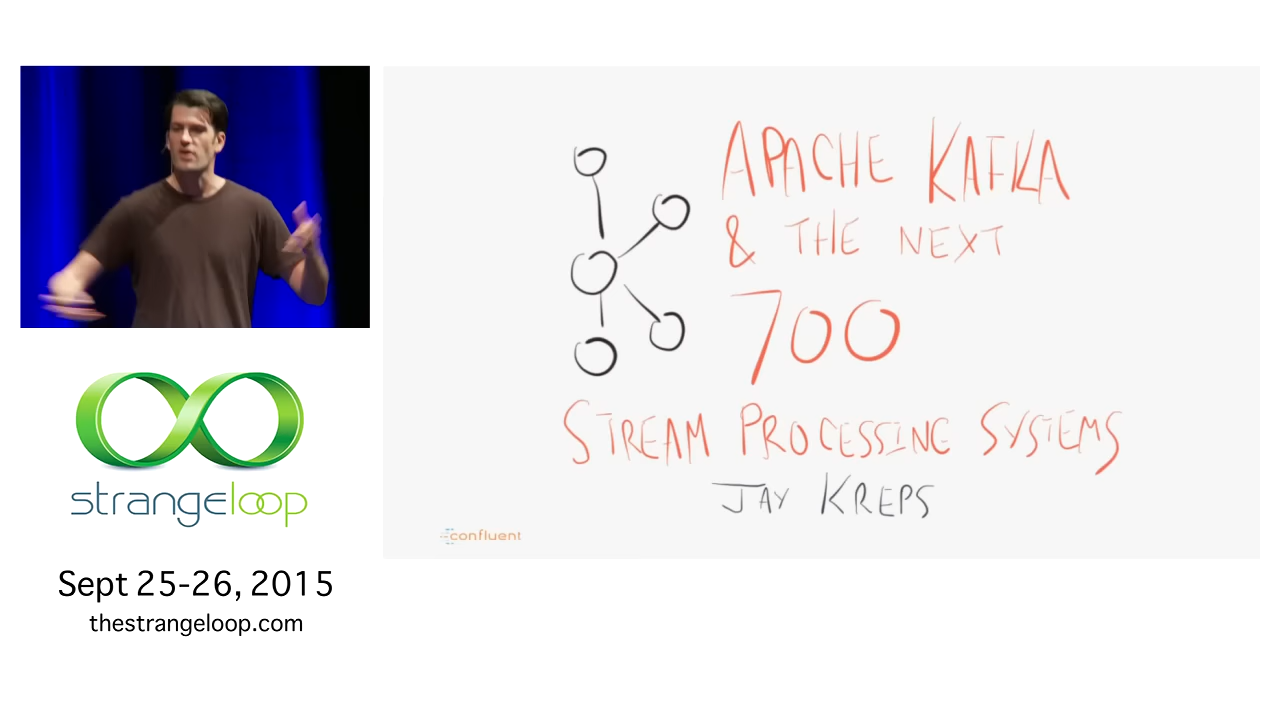 APACHE KAFKA
& THE NEXT
700
STREAM PROCESSING SYSTEMS
JAY KREPS
confluent
strangeloop
Sept 25-26, 2015
thestrangeloop.com